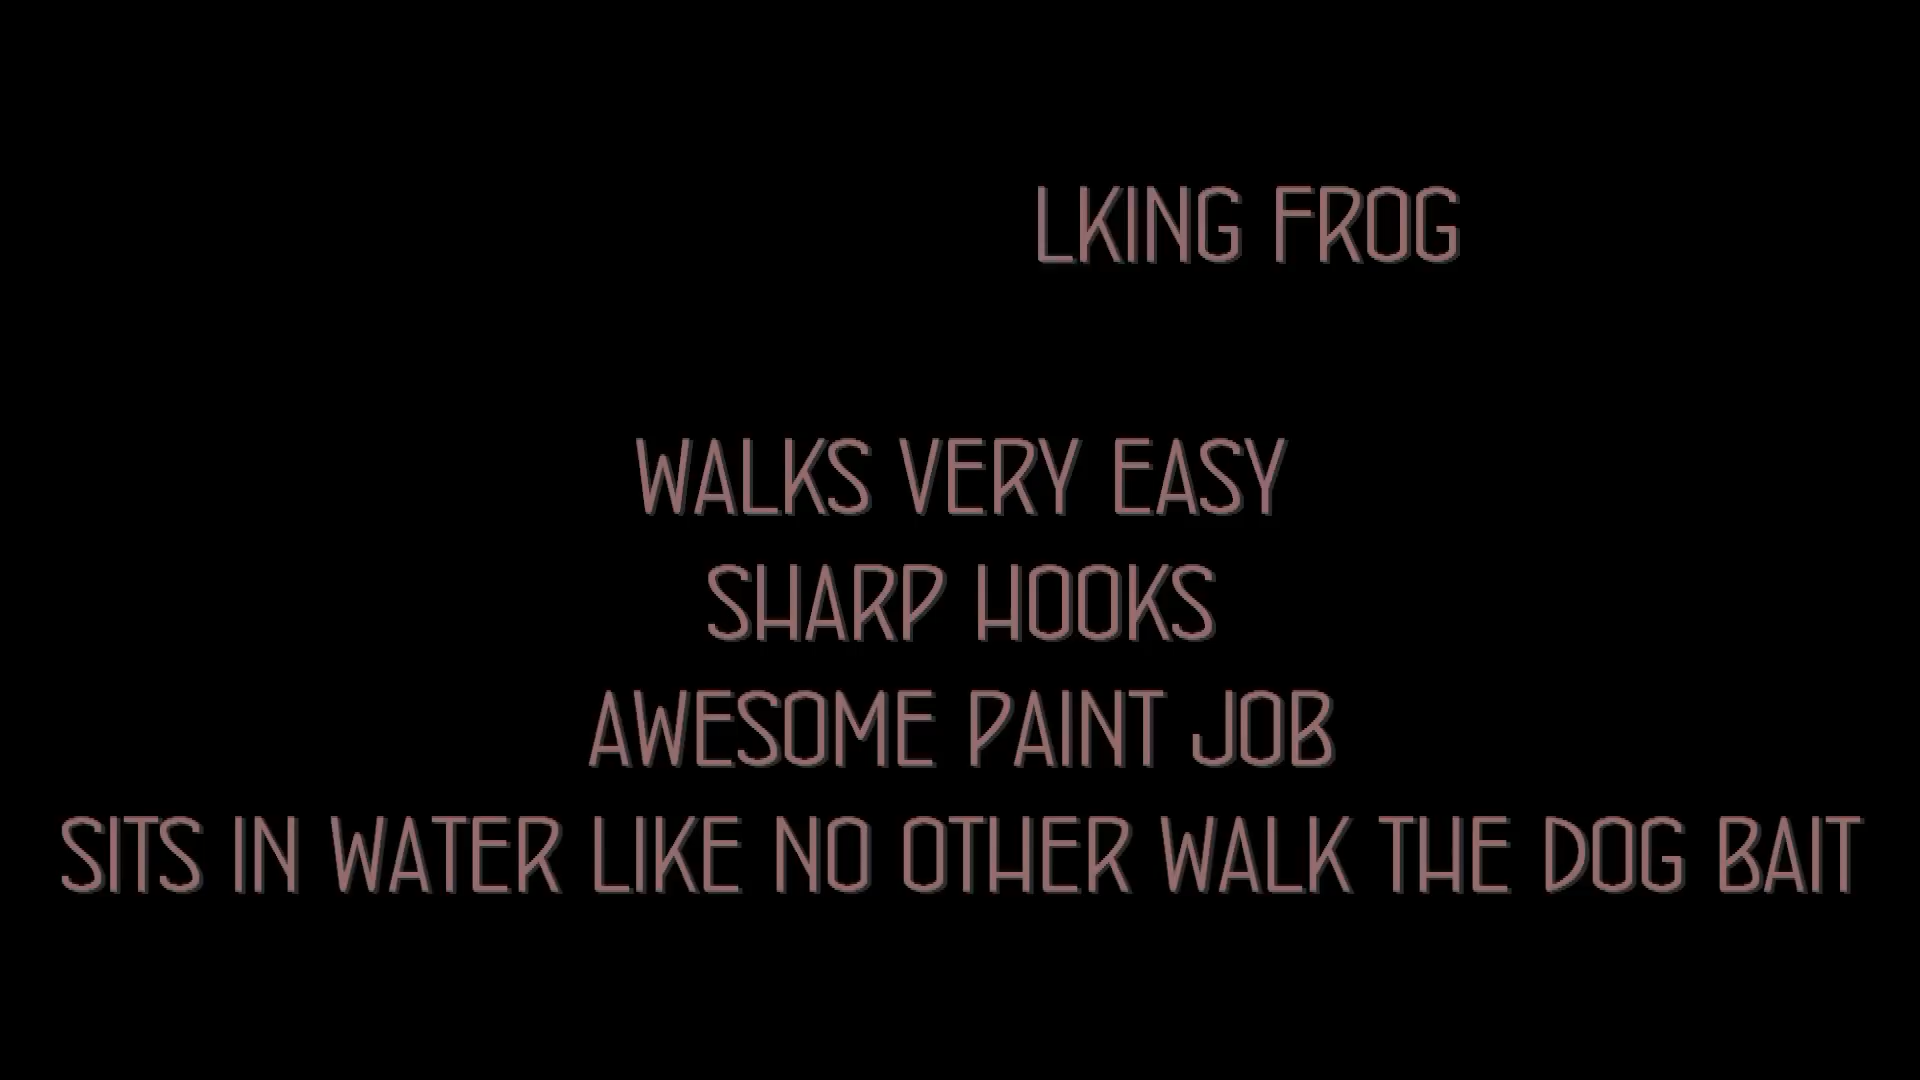 LKING FROG
WALKS VERY EASY
SHARP HOOKS
AWESOME PAINT JOB
SITS IN WATER LIKE NO OTHER WALK THE DOG BAIT